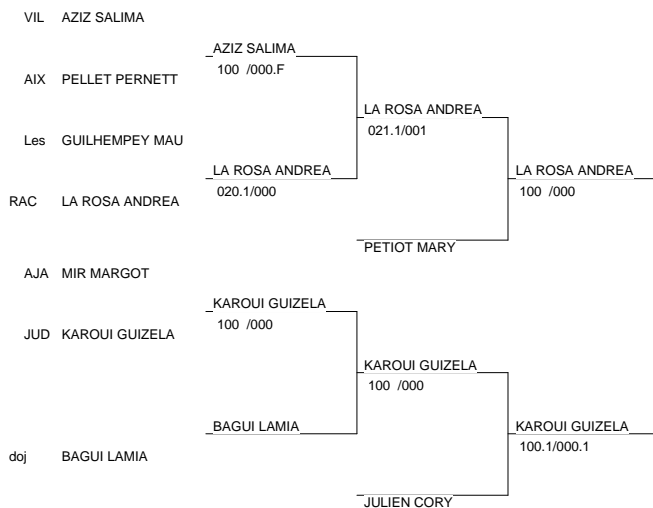 VIL AZIZ SALIMA
AZIZ SALIMA
100 /000.F
AIX PELLET PERNETT
LA ROSA ANDREA
021.1/001
Les GUILHEMPEY MAU
LA ROSA ANDREA
020.1/000
LA ROSA ANDREA
100 /000
RAC LA ROSA ANDREA
PETIOT MARY
AJA MIR MARGOT
KAROUI GUIZELA
100 /000
JUD KAROUI GUIZELA
KAROUI GUIZELA
100 /000
BAGUI LAMIA
KAROUI GUIZELA
100.1/000.1
doj BAGUI LAMIA
JULIEN CORY